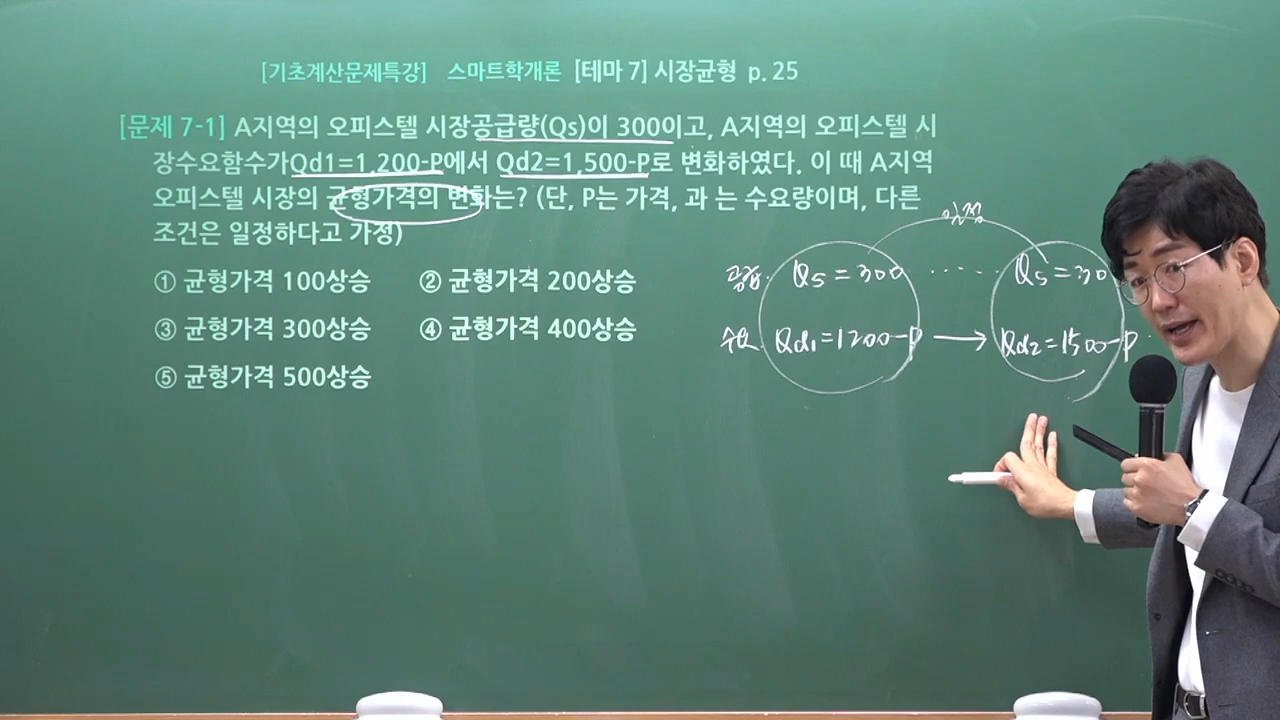 [기초계산문제특강] 스마트학개론 [테마 7] 시장균형 p. 25
[문제 7-1] A지역의 오피스텔 시장공급량(Qs)이 300이고, A지역의 오피스텔 시
장수요함수가Qd1=1,200-P에서 Qd2=1,500-P로 변화하였다. 이 때 A지역
오피스텔 시장의 균형가격의 변화는? (단, P는 가격, 과 는 수요량이며, 다른
조건은 일정하다고 가정)
① 균형가격 100상승 ② 균형가격 200상승
③ 균형가격 300상승 ④ 균형가격 400상승
⑤ 균형가격 500상승
일정
공급. Qs=300 ..... Qs=30
수요. Qd1=1200-P → Qd2=1500-P